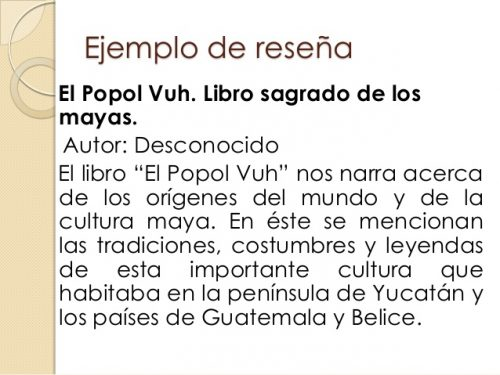 Ejemplo de reseña
El Popol Vuh. Libro sagrado de los
mayas.
Autor: Desconocido
El libro “El Popol Vuh” nos narra acerca
de los orígenes del mundo y de la
cultura maya. En éste se mencionan
las tradiciones, costumbres y leyendas
de esta importante cultura que
habitaba en la península de Yucatán y
los países de Guatemala y Belice.